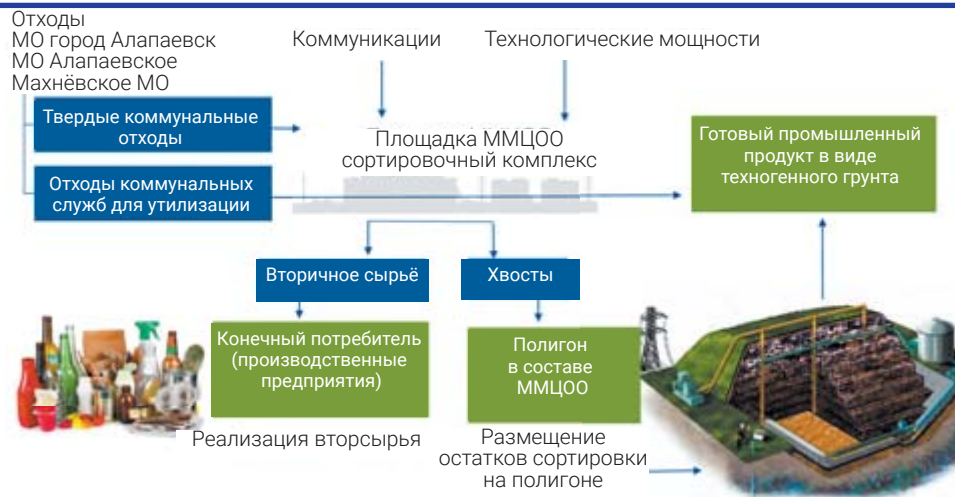 Отходы
МО город Алапаевск
МО Алапаевское
Махнёвское МО
Коммуникации
Технологические мощности
Твердые коммунальные
отходы
Площадка ММЦОО
сортировочный комплекс
Готовый промышленный
продукт в виде
техногенного грунта
Отходы коммунальных
служб для утилизации
Вторичное сырьё
Хвосты
Конечный потребитель
(производственные
предприятия)
Полигон
в составе
ММЦОО
Реализация вторсырья
Размещение
остатков сортировки
на полигоне